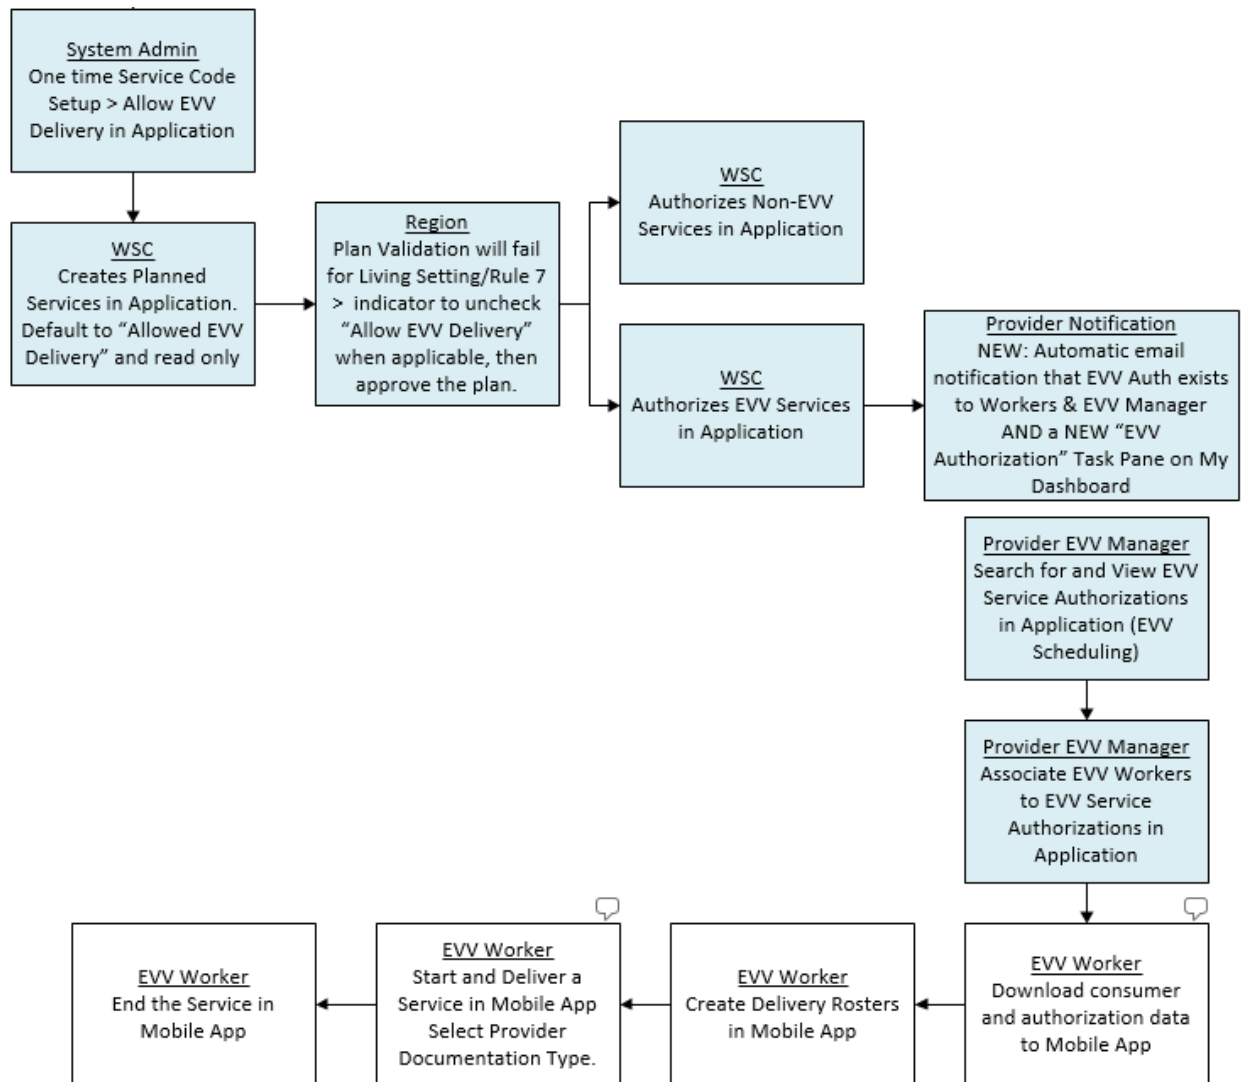 System Admin
One time Service Code
Setup > Allow EVV
Delivery in Application
WSC
Creates Planned
Services in Application.
Default to “Allowed EVV
Delivery” and read only
Region
Plan Validation will fail
for Living Setting/Rule 7
> indicator to uncheck
“Allow EVV Delivery”
when applicable, then
approve the plan.
WSC
Authorizes Non-EVV
Services in Application
WSC
Authorizes EVV Services
in Application
Provider Notification
NEW: Automatic email
notification that EVV Auth exists
to Workers & EVV Manager
AND a NEW “EVV
Authorization” Task Pane on My
Dashboard
Provider EVV Manager
Search for and View EVV
Service Authorizations
in Application (EVV
Scheduling)
Provider EVV Manager
Associate EVV Workers
to EVV Service
Authorizations in
Application
EVV Worker
Download consumer
and authorization data
to Mobile App
EVV Worker
Create Delivery Rosters
in Mobile App
EVV Worker
Start and Deliver a
Service in Mobile App
Select Provider
Documentation Type.
EVV Worker
End the Service in
Mobile App